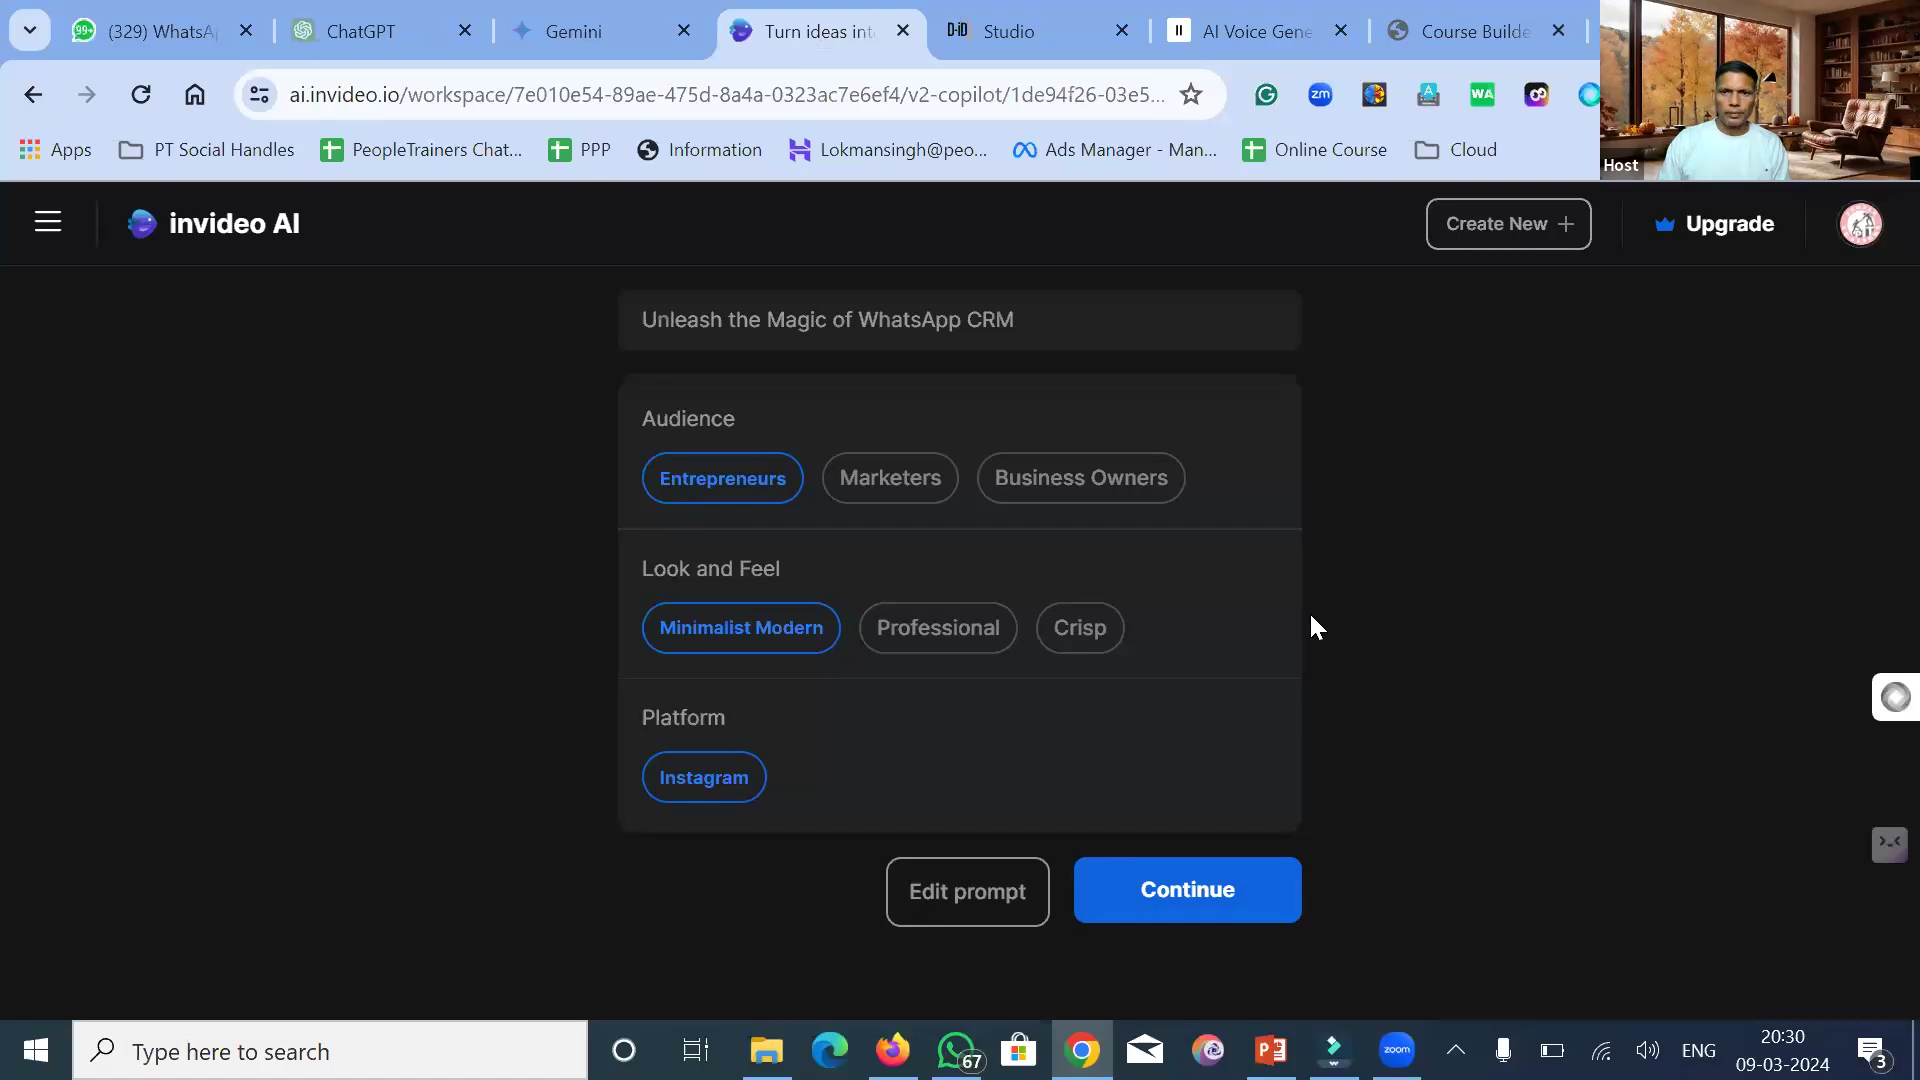 (329) WhatsA
ChatGPT
Gemini
Turn ideas int
D-iD Studio
AI Voice Gene
Course Builde
ai.invideo.io/workspace/7e010e54-89ae-475d-8a4a-0323ac7e6ef4/v2-copilot/1de94f26-03e5...
zm
WA
Host
Apps
PT Social Handles
PeopleTrainers Chat...
PPP
Information
Lokmansingh@peo...
Ads Manager - Man...
Online Course
Cloud
invideo AI
Create New +
Upgrade
Unleash the Magic of WhatsApp CRM
Audience
Entrepreneurs
Marketers
Business Owners
Look and Feel
Minimalist Modern
Professional
Crisp
Platform
Instagram
Edit prompt
Continue
Type here to search
67
zoom
ENG
20:30
09-03-2024
3